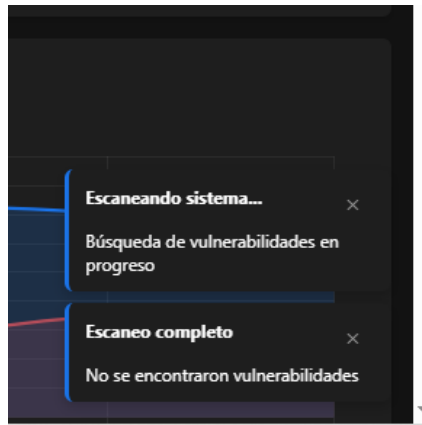 Escaneando sistema...
Búsqueda de vulnerabilidades en
progreso
Escaneo completo
No se encontraron vulnerabilidades